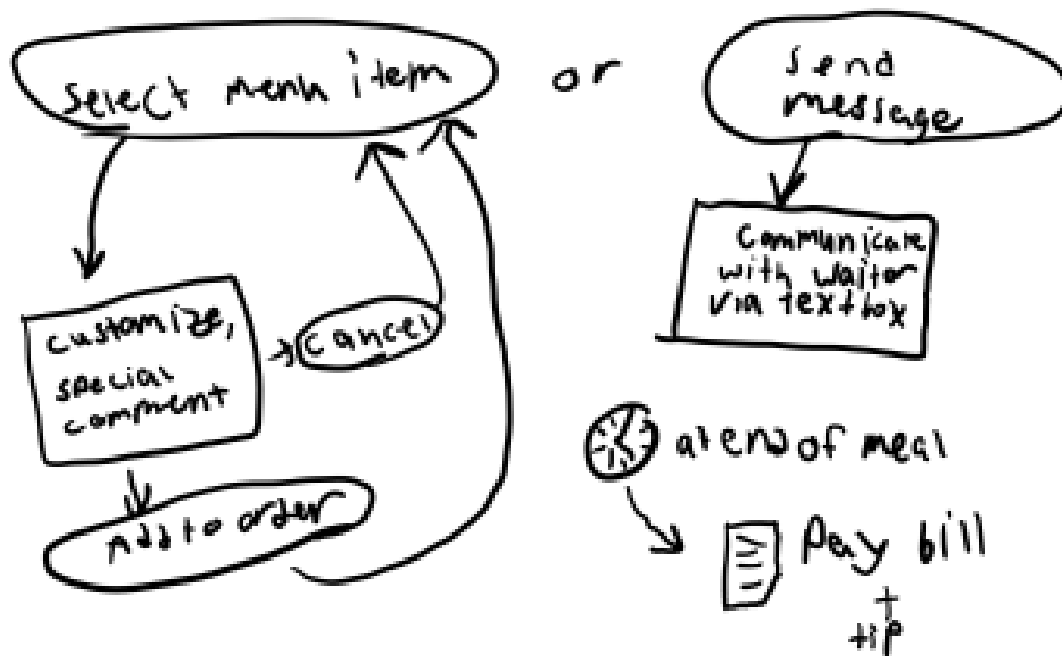 select menu item
or
send
message
communicate
with waitor
via textbox
customize,
special
comment
cancel
Add to order
at end of meal
Pay bill
+
tip